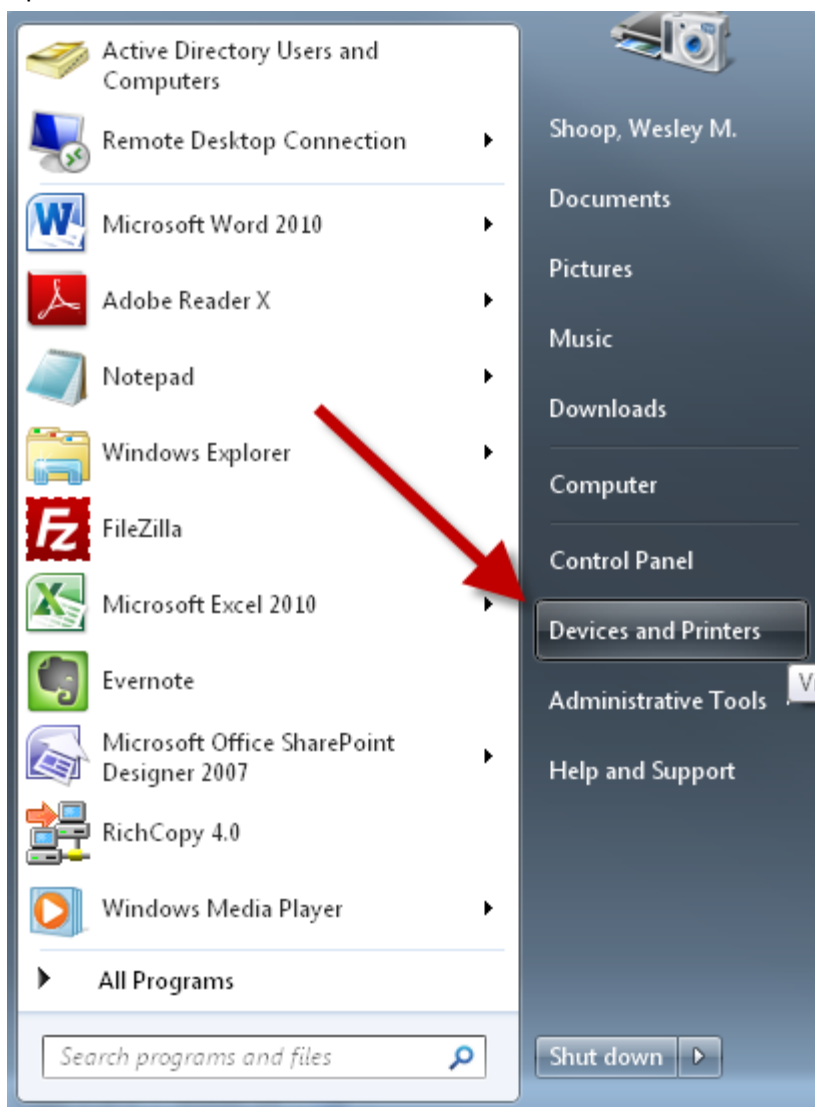 Active Directory Users and
Computers
Remote Desktop Connection
Microsoft Word 2010
Adobe Reader X
Notepad
Windows Explorer
FileZilla
Microsoft Excel 2010
Evernote
Microsoft Office SharePoint
Designer 2007
RichCopy 4.0
Windows Media Player
All Programs
Search programs and files
Shoop, Wesley M.
Documents
Pictures
Music
Downloads
Computer
Control Panel
Devices and Printers
Administrative Tools
Help and Support
Shut down